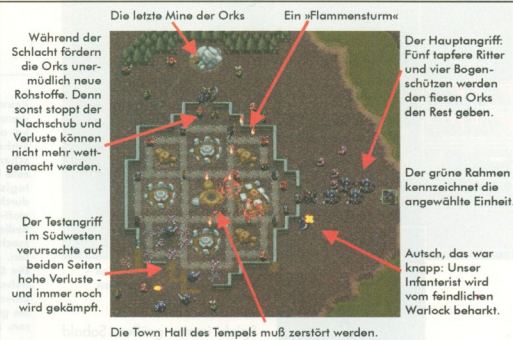 Die letzte Mine der Orks
Ein »Flammensturm«
Während der
Schlacht fördern
die Orks uner-
müdlich neue
Rohstoffe. Denn
sonst stoppt der
Nachschub und
Verluste können
nicht mehr wett-
gemacht werden.
Der Testangriff
im Südwesten
verursachte auf
beiden Seiten
hohe Verluste -
und immer noch
wird gekämpft.
Der Hauptangriff:
Fünf tapfere Ritter
und vier Bogen-
schützen werden
den fiesen Orks
den Rest geben.
Der grüne Rahmen
kennzeichnet die
angewählte Einheit.
Autsch, das war
knapp: Unser
Infanterist wird
vom feindlichen
Warlock beharkt.
Die Town Hall des Tempels muß zerstört werden.